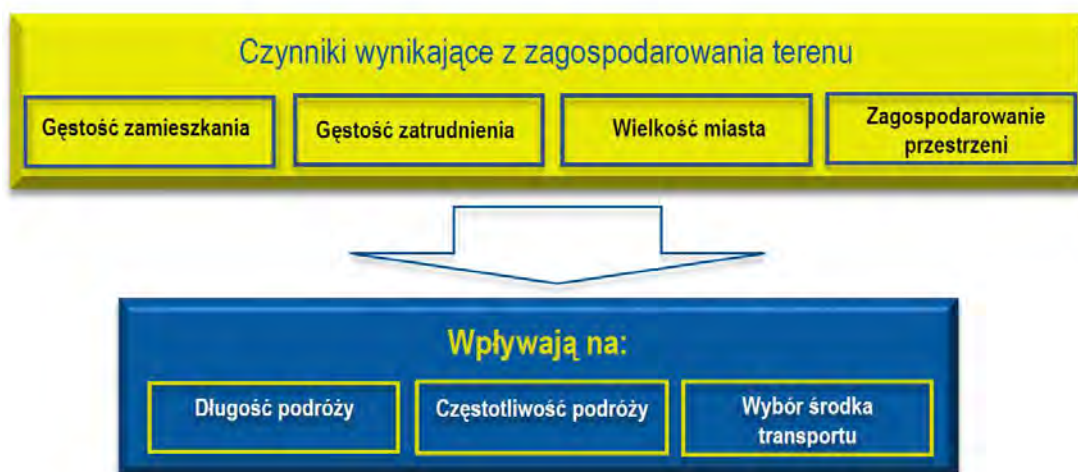 Czynniki wynikające z zagospodarowania terenu
Gęstość zamieszkania
Gęstość zatrudnienia
Wielkość miasta
Zagospodarowanie
przestrzeni
Wpływają na:
Długość podróży
Częstotliwość podróży
Wybór środka
transportu